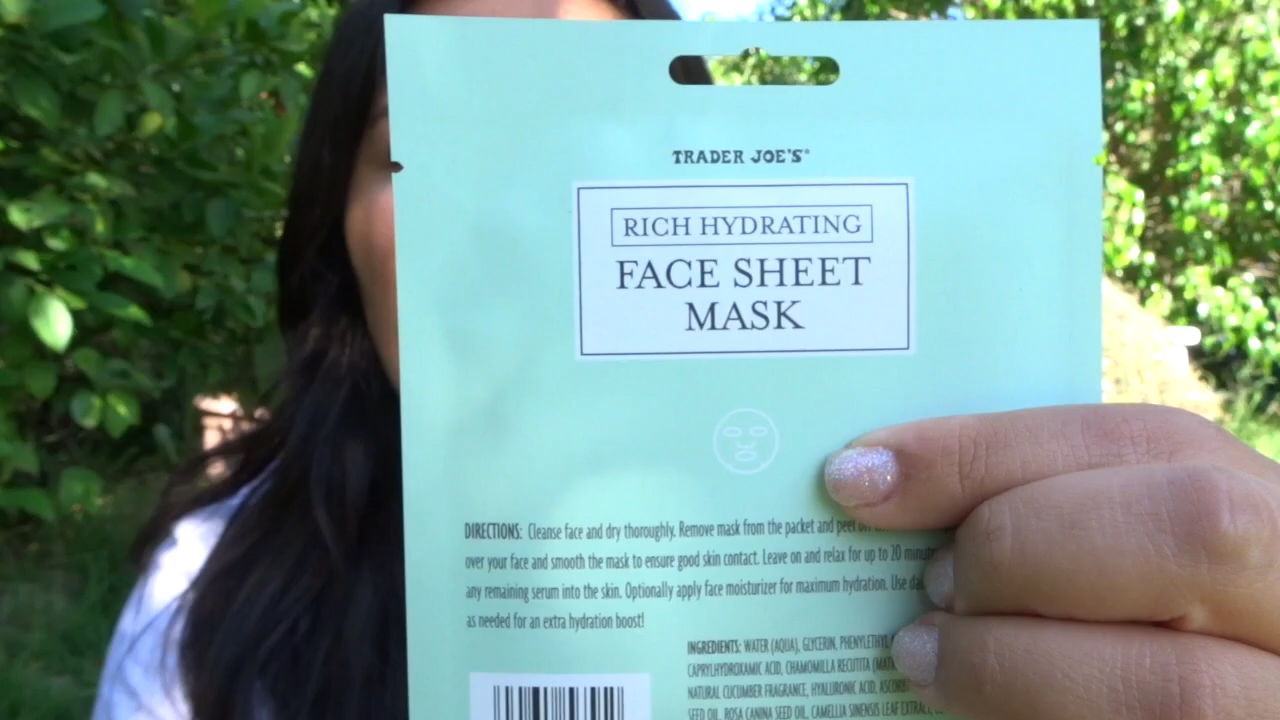 TRADER JOE'S®
RICH HYDRATING
FACE SHEET
MASK
DIRECTIONS: Cleanse face and dry thoroughly. Remove mask from the packet and peel
over your face and smooth the mask to ensure good skin contact. Leave on and relax for up to 20
any remaining serum into the skin. Optionally apply face moisturizer for maximum hydration. Use
as needed for an extra hydration boost!
INGREDIENTS: WATER (AQUA), GLYCERIN,
CAPRYLHYDROXAMIC ACID, CHAMOMILLA RECUTITA
NATURAL CUCUMBER FRAGRANCE, HYALURONIC ACID,
SEED OIL, ROSA CANINA SEED OIL, CAMELLIA SINENSIS LEAF